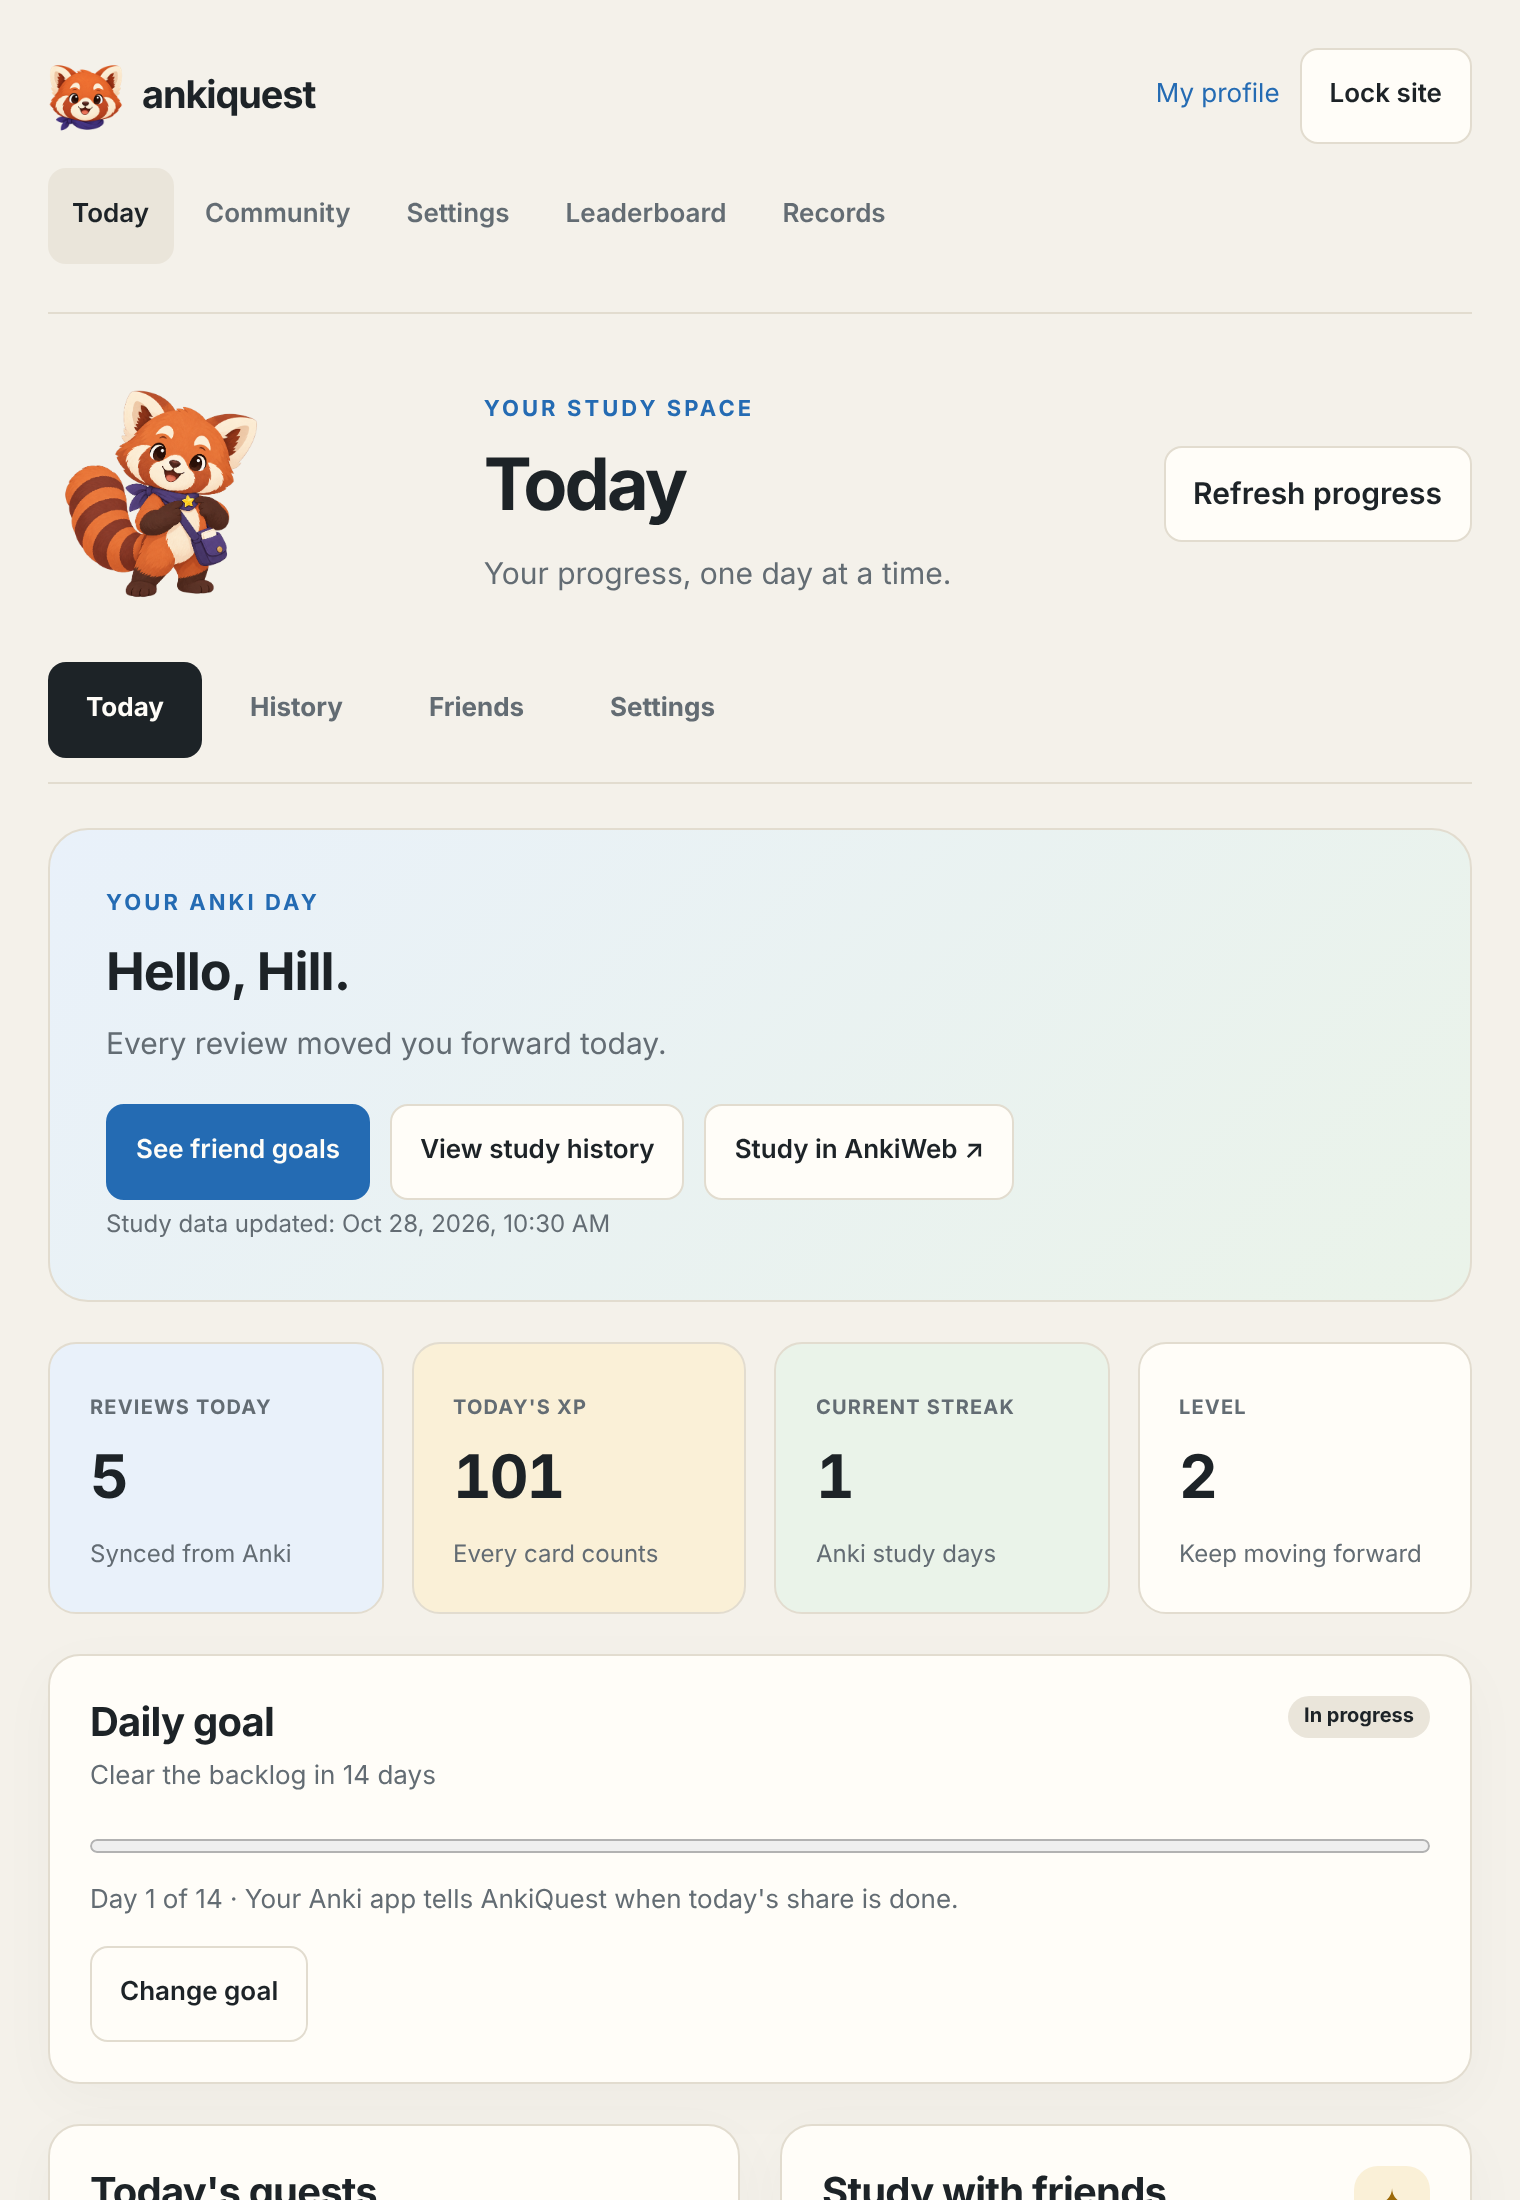 ankiquest
My profile
Lock site
Today
Community
Settings
Leaderboard
Records
YOUR STUDY SPACE
Today
Your progress, one day at a time.
Refresh progress
Today
History
Friends
Settings
YOUR ANKI DAY
Hello, Hill.
Every review moved you forward today.
See friend goals
View study history
Study in AnkiWeb ↗
Study data updated: Oct 28, 2026, 10:30 AM
REVIEWS TODAY
5
Synced from Anki
TODAY'S XP
101
Every card counts
CURRENT STREAK
1
Anki study days
LEVEL
2
Keep moving forward
Daily goal
In progress
Clear the backlog in 14 days
Day 1 of 14 · Your Anki app tells AnkiQuest when today's share is done.
Change goal
Today's quests
Study with friends